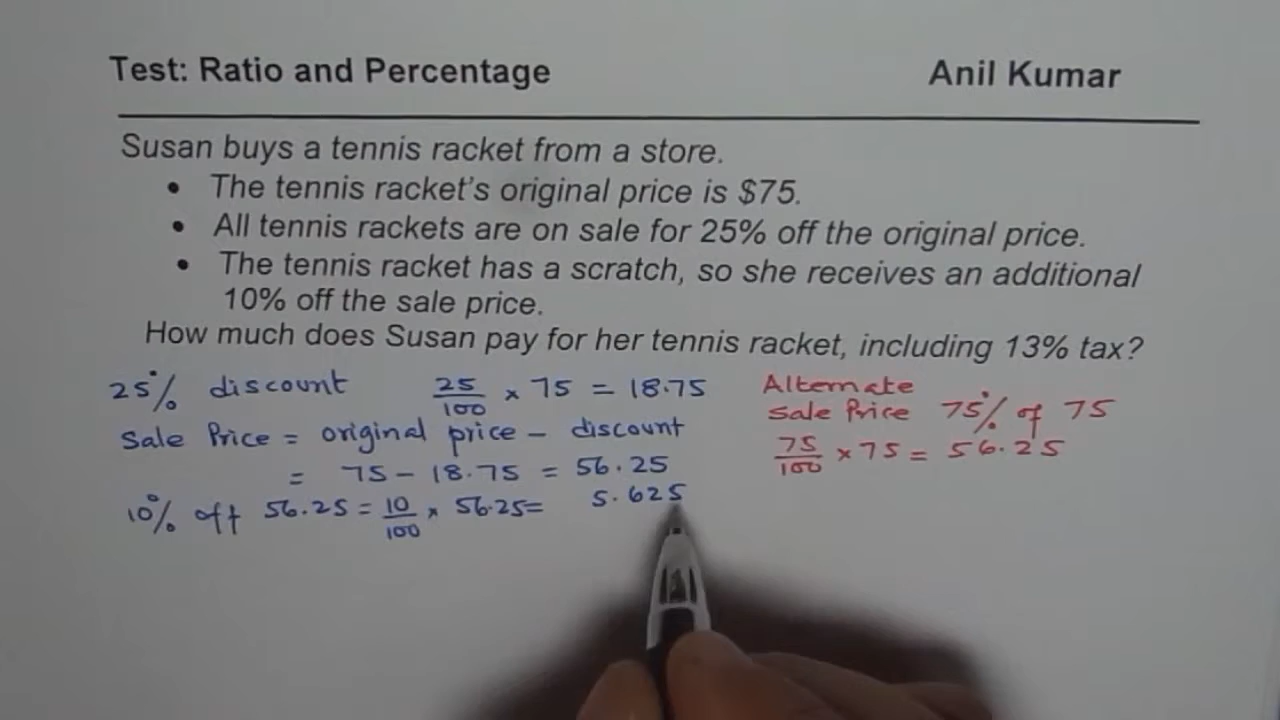 Test: Ratio and Percentage Anil Kumar
Susan buys a tennis racket from a store.
• The tennis racket's original price is $75.
• All tennis rackets are on sale for 25% off the original price.
• The tennis racket has a scratch, so she receives an additional
10% off the sale price.
How much does Susan pay for her tennis racket, including 13% tax?
25% discount 25/100 × 75 = 18.75
Sale Price = original price - discount
= 75 - 18.75 = 56.25
10% off 56.25 = 10/100 × 56.25 = 5.625
Alternate
Sale Price 75% of 75
75/100 × 75 = 56.25